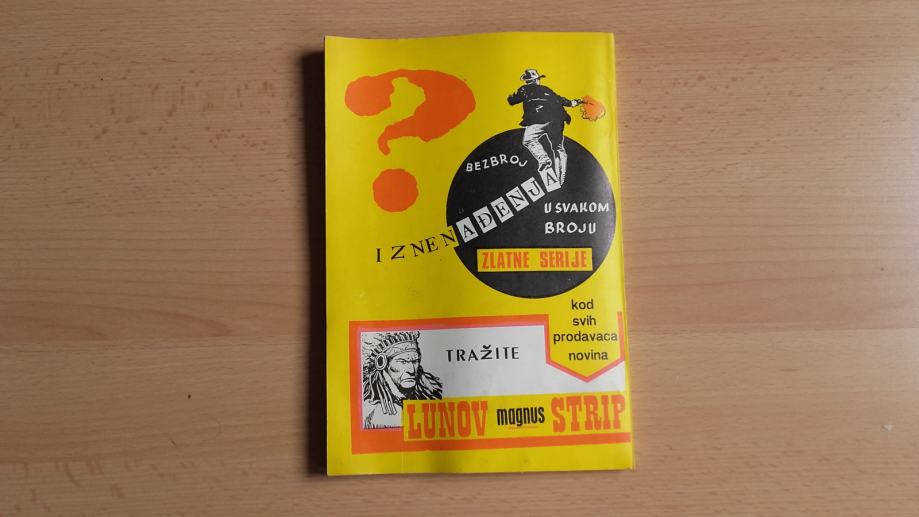 ?
BEZBROJ
IZNENAĐENJA
U SVAKOM
BROJU
ZLATNE SERIJE
kod
svih
prodavaca
novina
TRAŽITE
LUNOV magnus STRIP